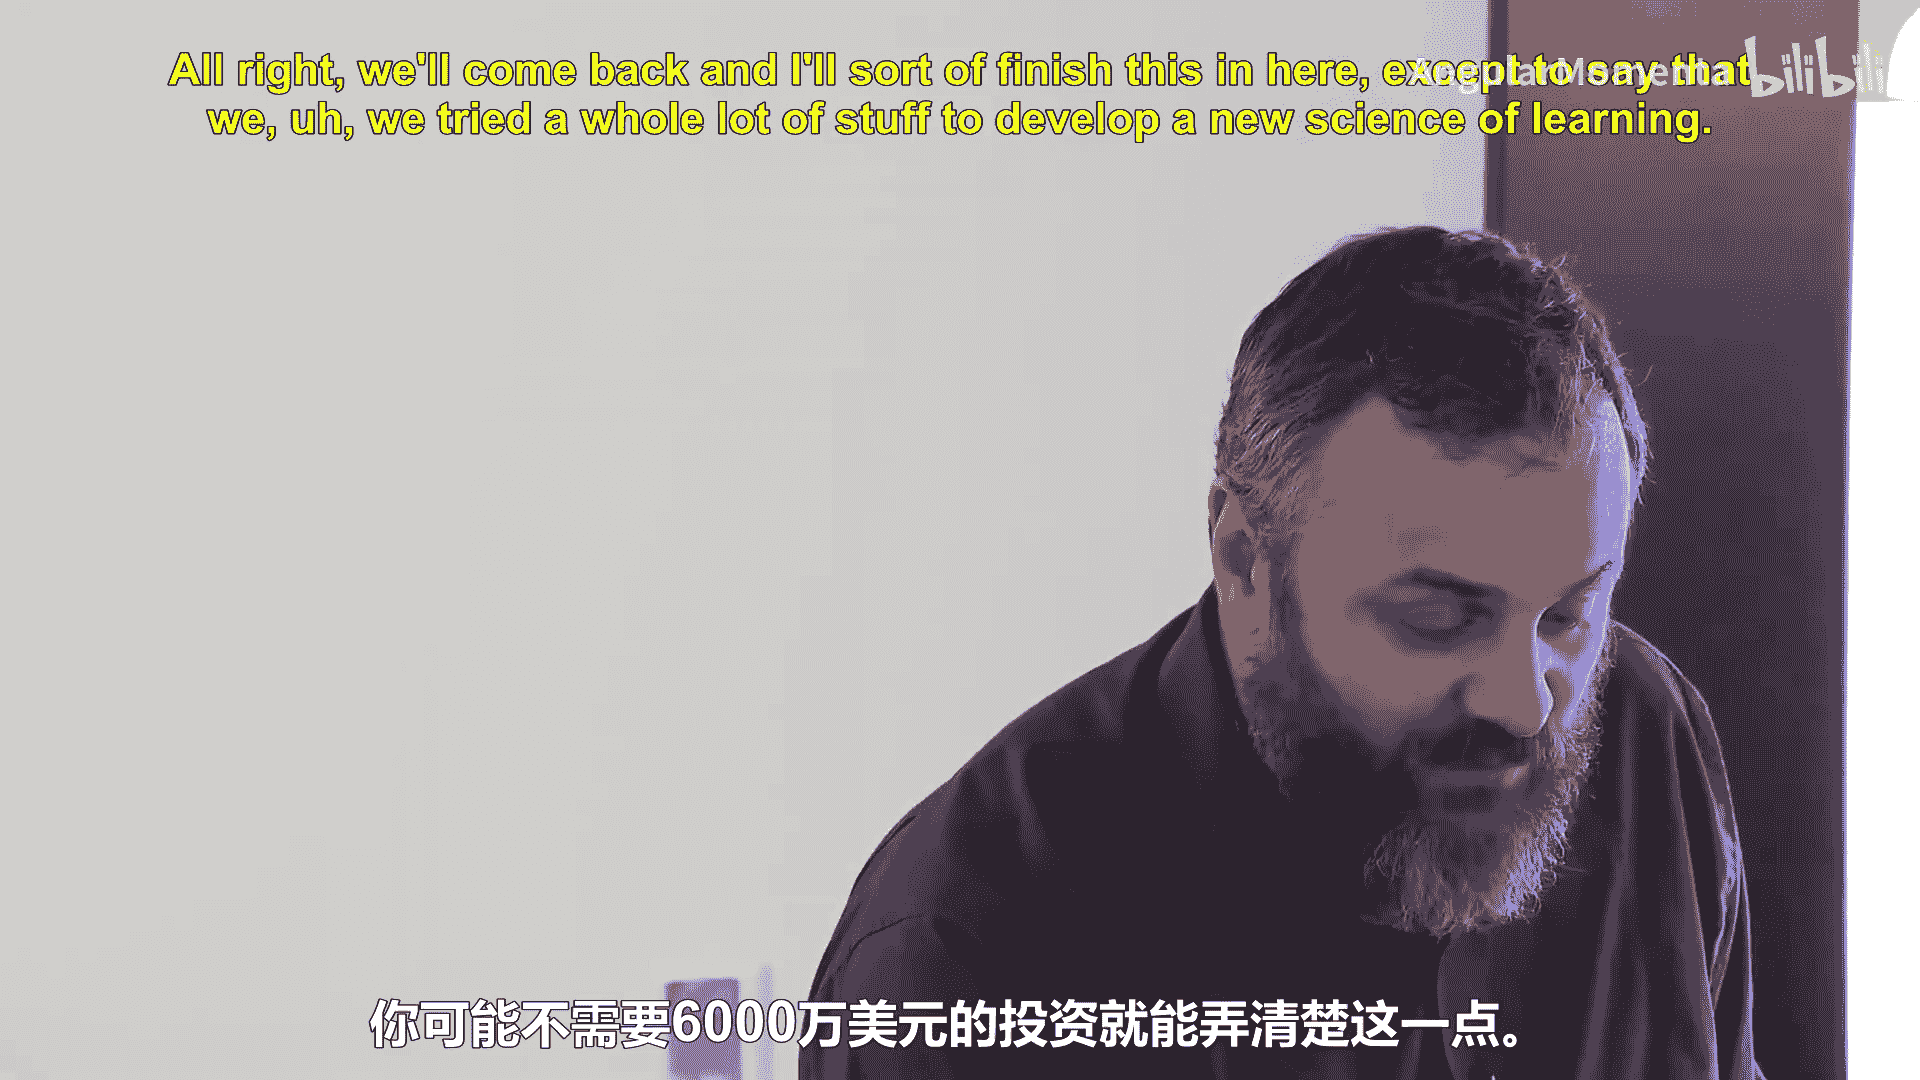 All right, we'll come back and I'll sort of finish this in here, except to say that
we, uh, we tried a whole lot of stuff to develop a new science of learning.
AngularMomenta bilibili
你可能不需要6000万美元的投资就能弄清楚这一点。